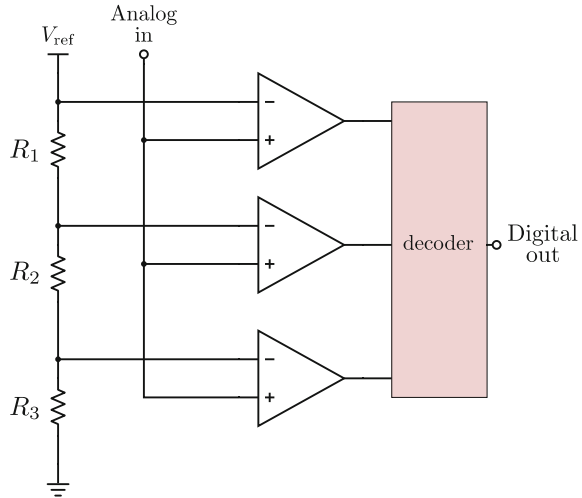 Analog
in
V_ref
−
R_1
+
−
R_2
+
decoder
Digital
out
−
R_3
+